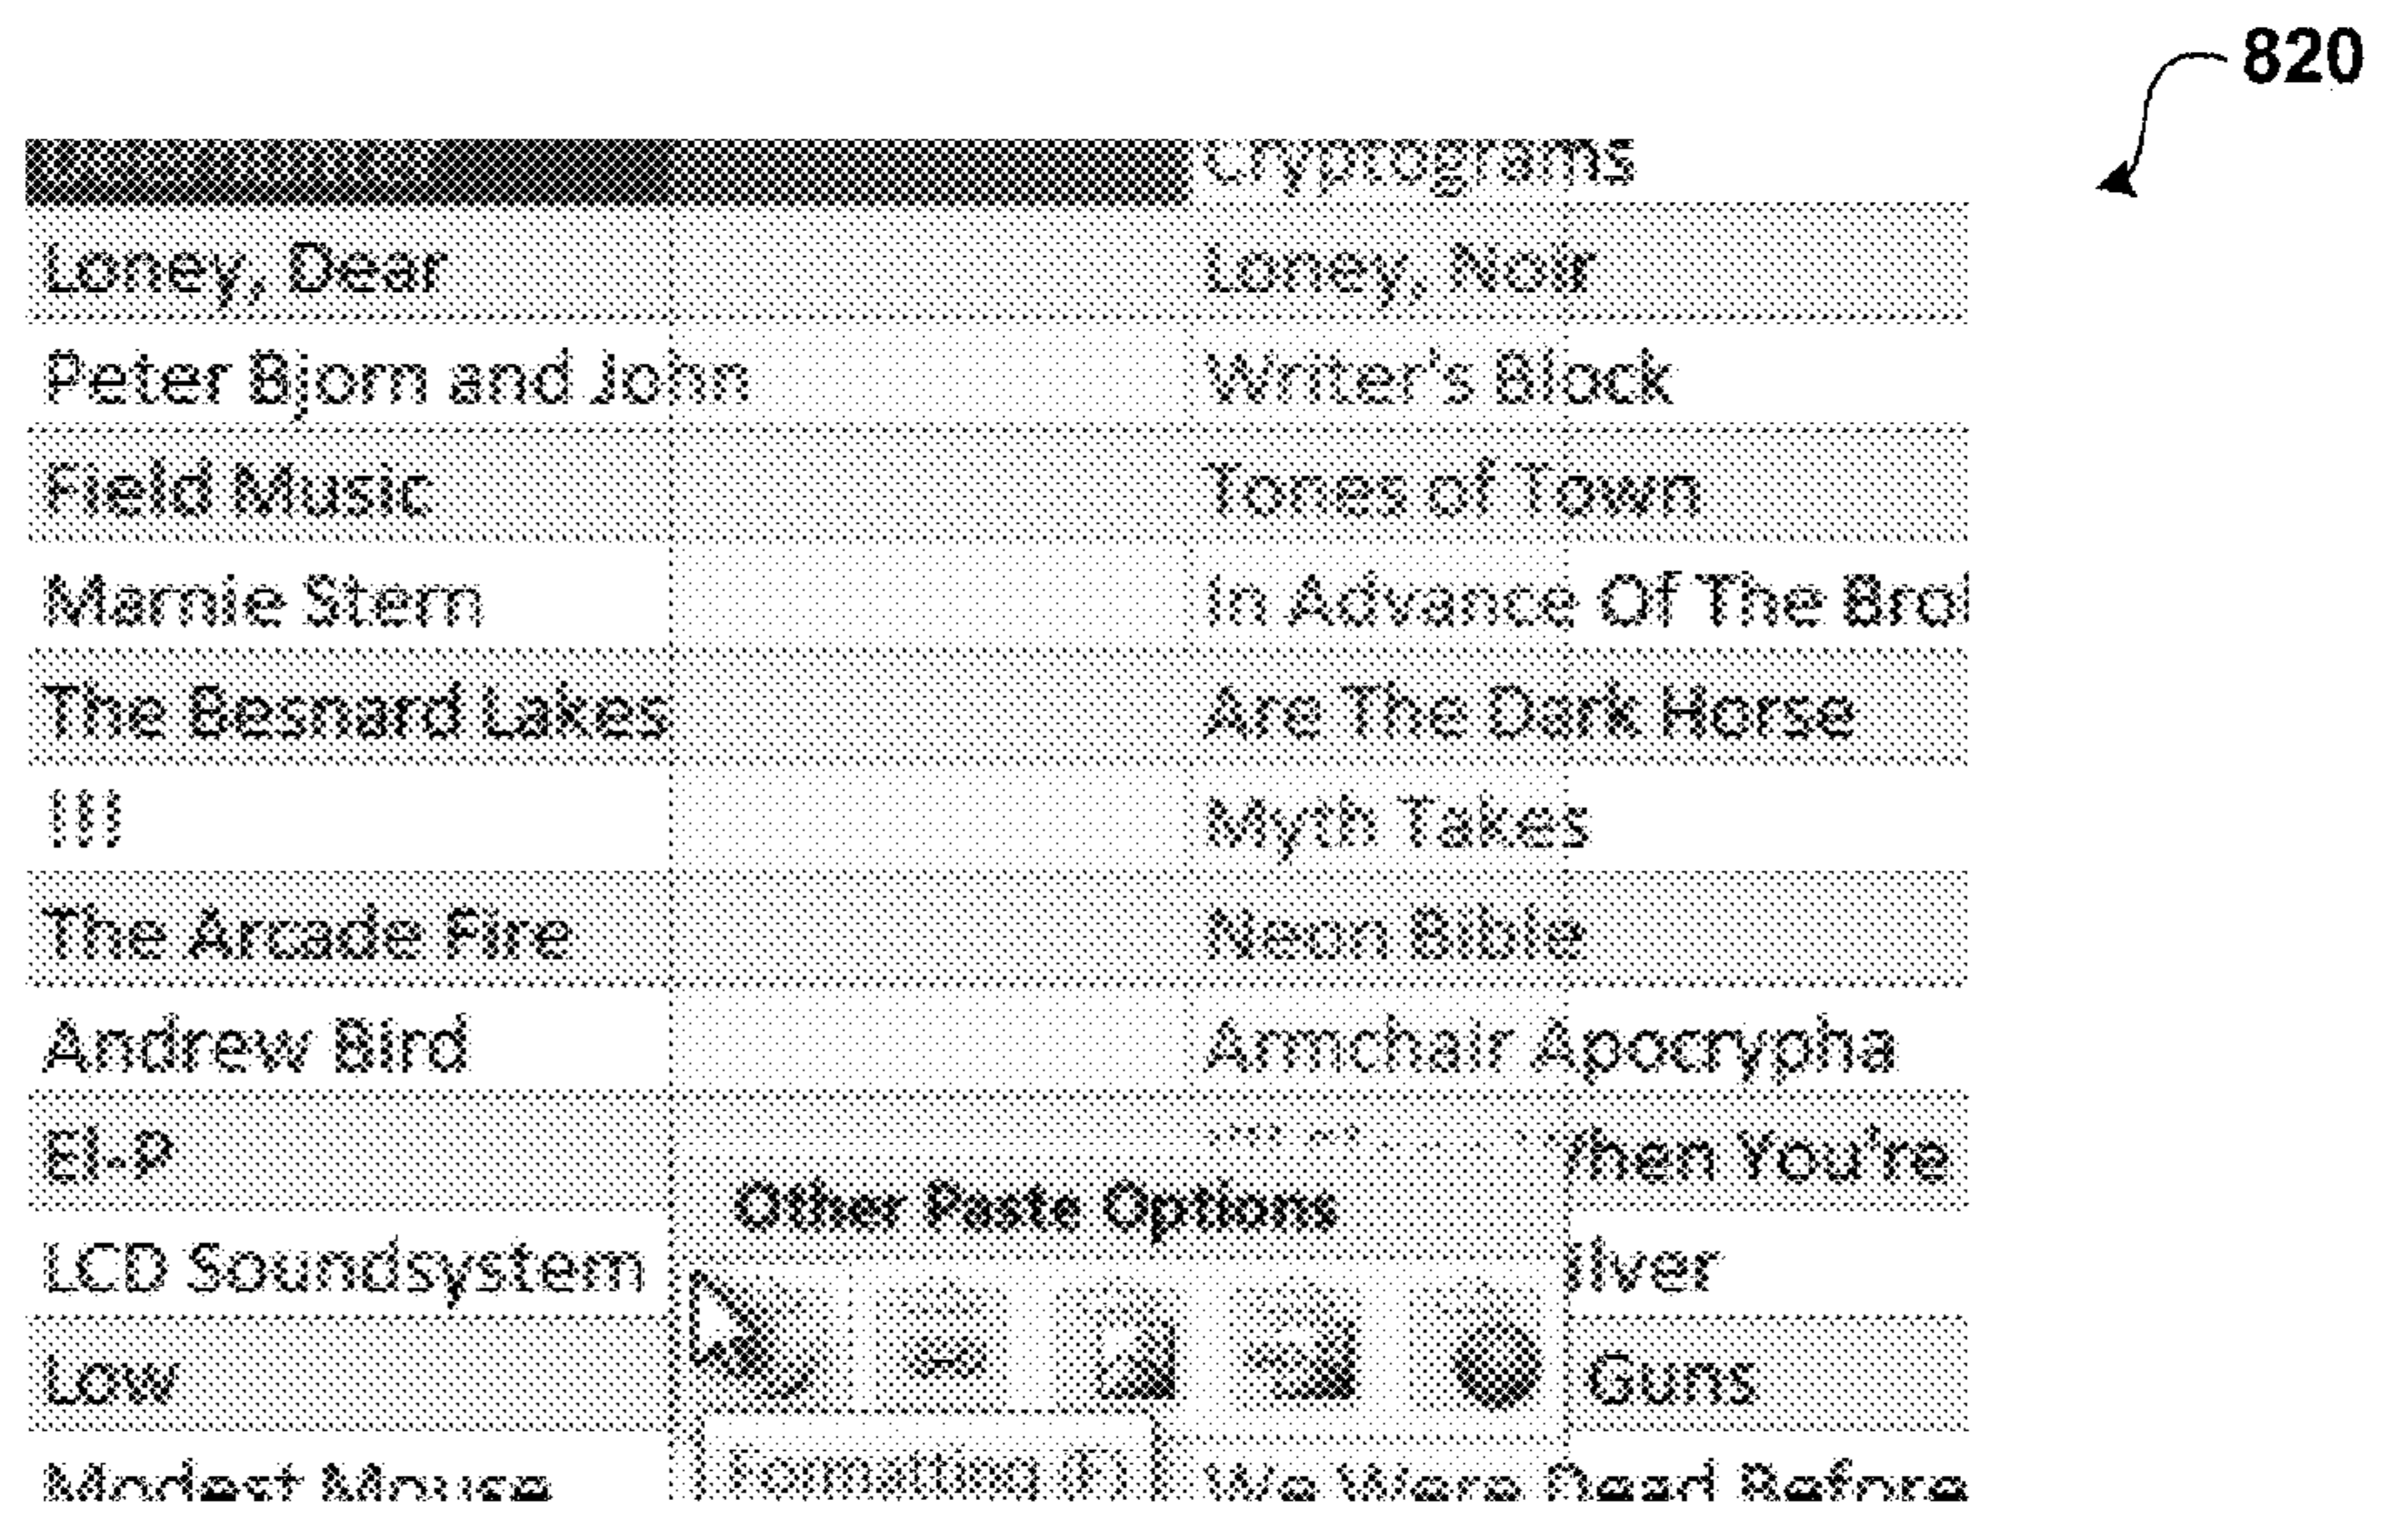 820
Cryptograms
Loney, Dear Loney, Noir
Peter Bjorn and John Writer's Block
Field Music Tones of Town
Marnie Stern In Advance Of The
The Besnard Lakes Are The Dark Horse
!!! Myth Takes
The Arcade Fire Neon Bible
Andrew Bird Armchair Apocrypha
El-P When You're
Other Paste Options
LCD Soundsystem ilver
Low Guns
Formatting (F)
Modest Mouse We Were Dead Before